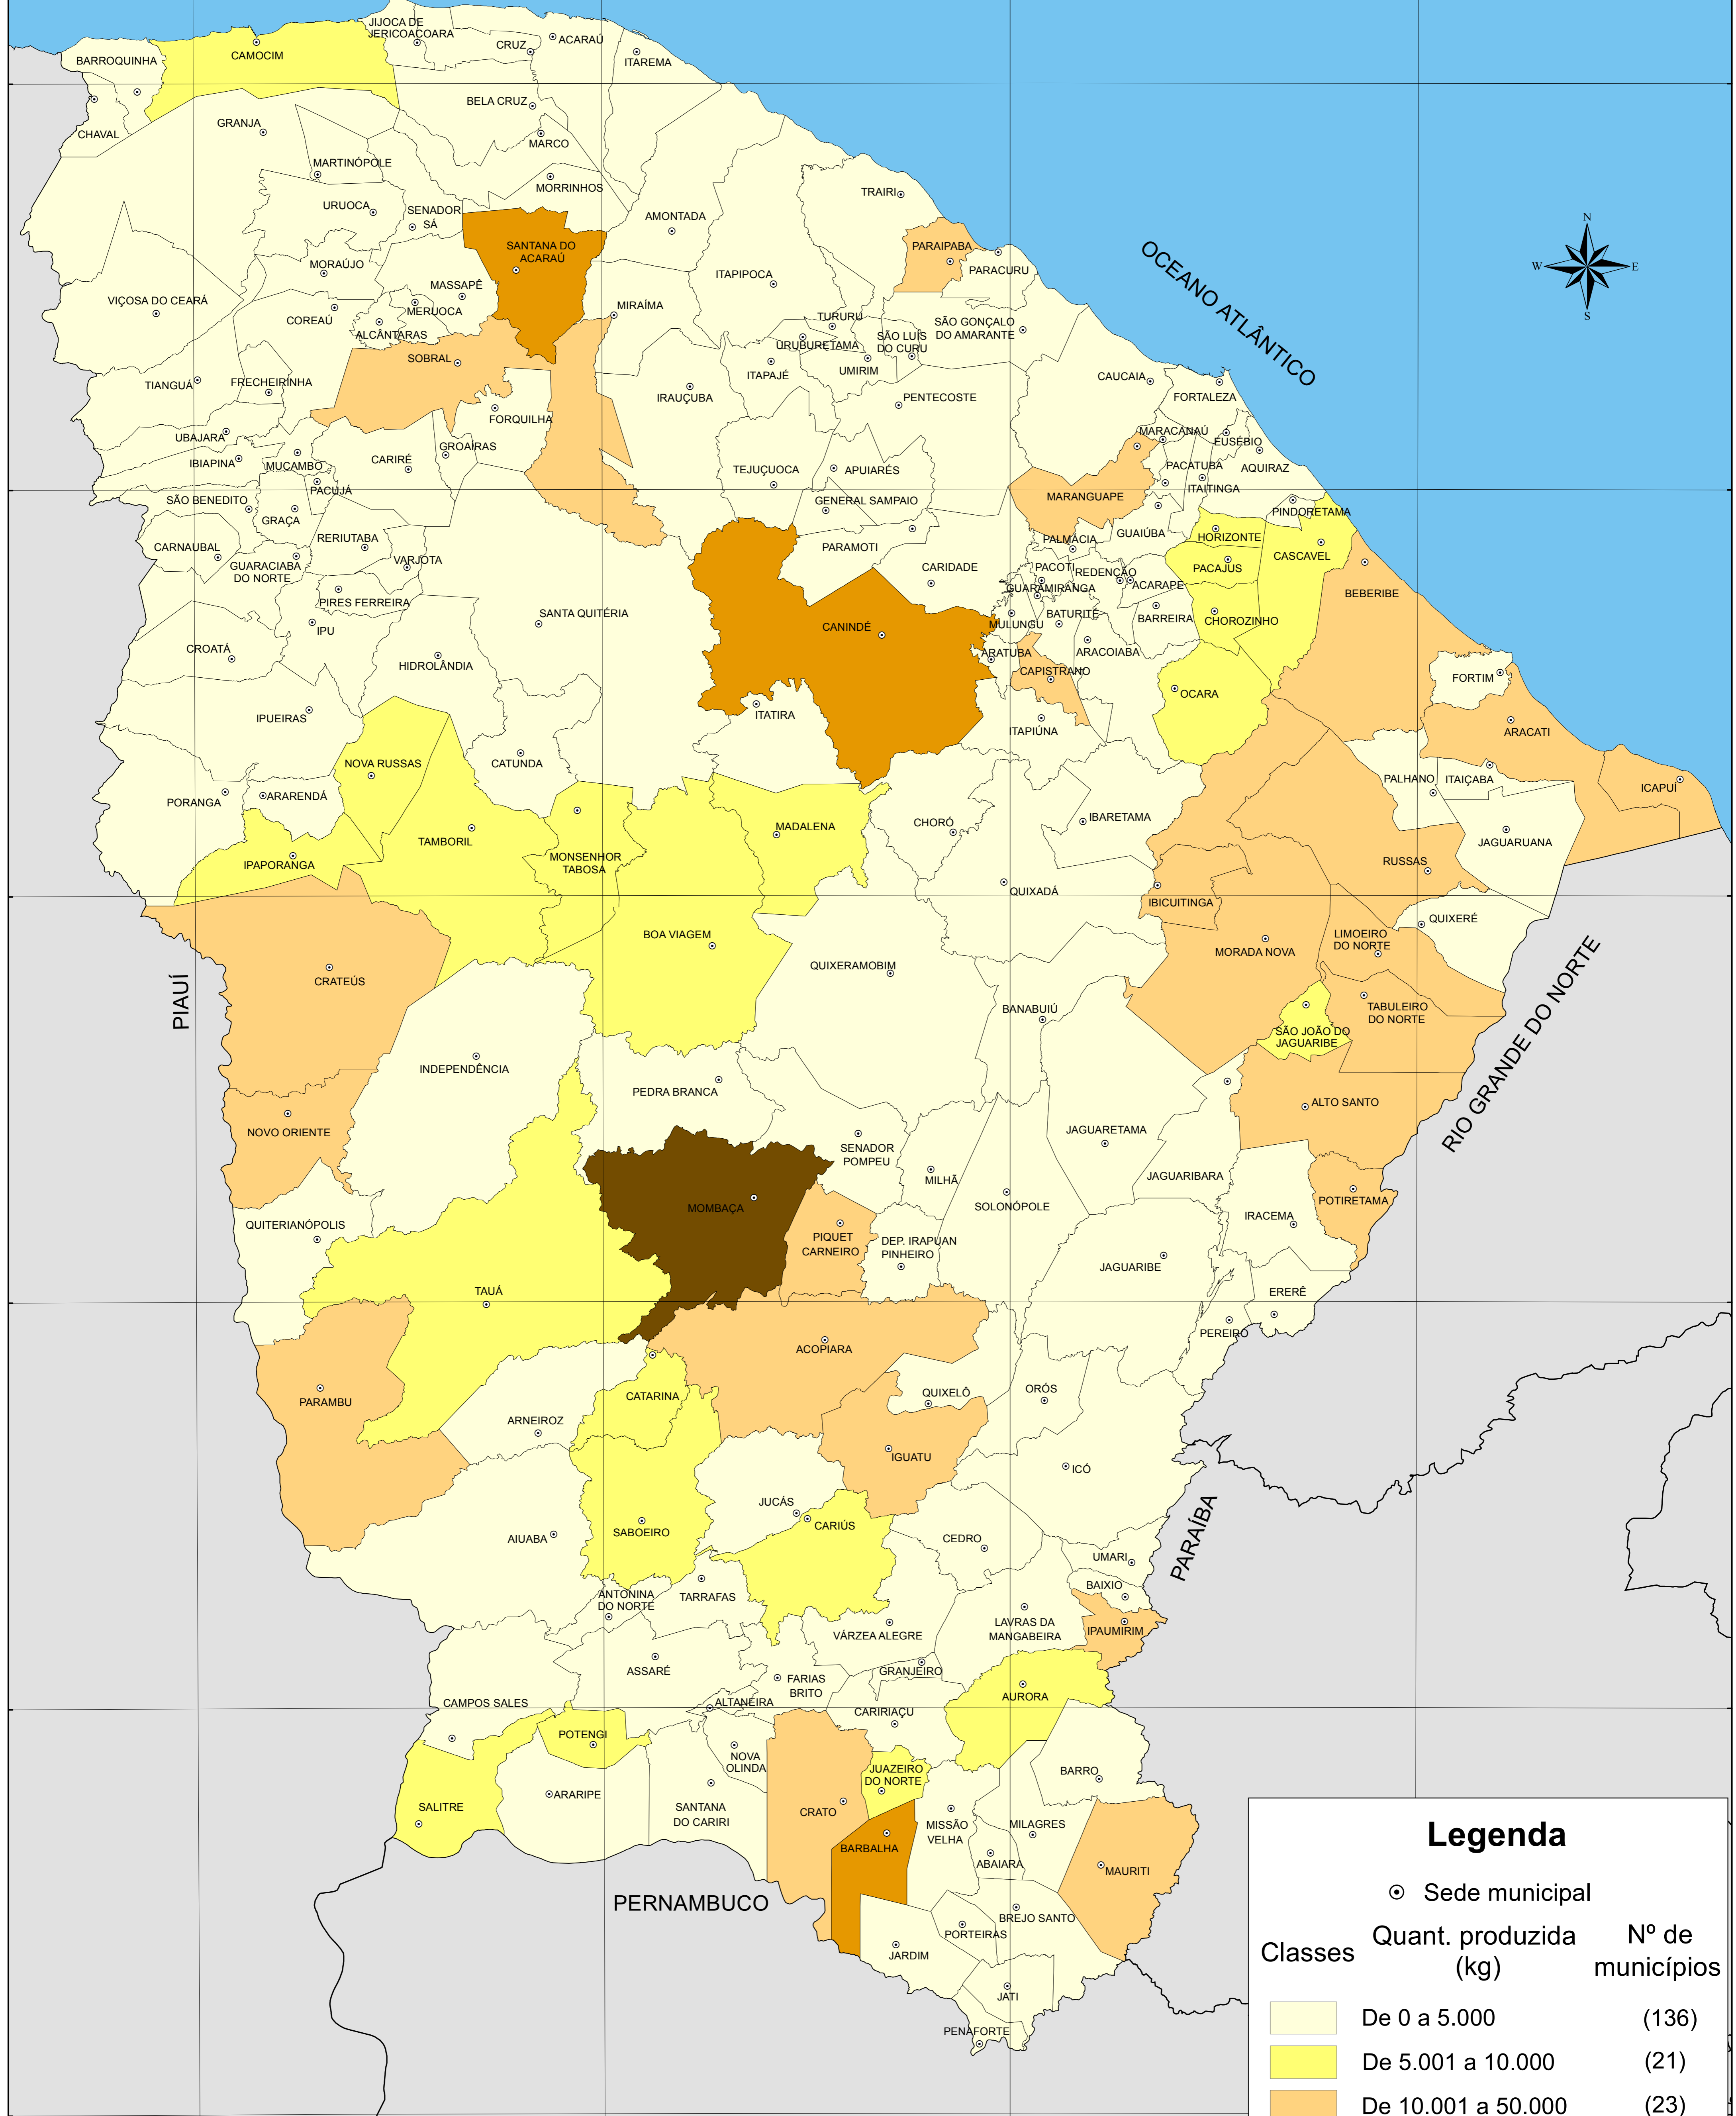 JIJOCA DE
JERICOACOARA
CRUZ
ACARAÚ
BARROQUINHA
CAMOCIM
ITAREMA
BELA CRUZ
CHAVAL
GRANJA
MARCO
MARTINÓPOLE
MORRINHOS
TRAIRI
URUOCA
SENADOR
SÁ
AMONTADA
N
W
E
S
SANTANA DO
ACARAÚ
PARAIPABA
OCEANO ATLÂNTICO
MORAÚJO
ITAPIPOCA
PARACURU
MASSAPÊ
VIÇOSA DO CEARÁ
MERUOCA
MIRAÍMA
COREAÚ
TURURU
SÃO GONÇALO
DO AMARANTE
ALCÂNTARAS
URUBURETAMA
SÃO LUÍS
DO CURU
SOBRAL
UMIRIM
ITAPAJÉ
CAUCAIA
TIANGUÁ
FRECHEIRINHA
IRAUÇUBA
PENTECOSTE
FORTALEZA
FORQUILHA
UBAJARA
MARACANAÚ
EUSÉBIO
GROAÍRAS
IBIAPINA
MUCAMBO
CARIRÉ
TEJUÇUOCA
APUIARÉS
PACATUBA
AQUIRAZ
PACUJÁ
ITAITINGA
SÃO BENEDITO
GENERAL SAMPAIO
MARANGUAPE
GRAÇA
PINDORETAMA
RERIUTABA
PALMÁCIA
GUAIÚBA
HORIZONTE
CARNAUBAL
PARAMOTI
CASCAVEL
GUARACIABA
DO NORTE
VARJOTA
CARIDADE
PACOTI
REDENÇÃO
PACAJUS
GUARAMIRANGA
ACARAPE
BEBERIBE
PIRES FERREIRA
SANTA QUITÉRIA
BATURITÉ
BARREIRA
CHOROZINHO
IPU
CANINDÉ
MULUNGU
CROATÁ
ARATUBA
ARACOIABA
HIDROLÂNDIA
CAPISTRANO
FORTIM
OCARA
IPUEIRAS
ITATIRA
ITAPIÚNA
ARACATI
NOVA RUSSAS
CATUNDA
PALHANO
ITAIÇABA
ICAPUÍ
PORANGA
ARARENDÁ
IBARETAMA
CHORÓ
MADALENA
TAMBORIL
JAGUARUANA
MONSENHOR
TABOSA
IPAPORANGA
RUSSAS
QUIXADÁ
IBICUITINGA
QUIXERÉ
BOA VIAGEM
LIMOEIRO
DO NORTE
QUIXERAMOBIM
MORADA NOVA
CRATEÚS
PIAUÍ
RIO GRANDE DO NORTE
BANABUIÚ
TABULEIRO
DO NORTE
SÃO JOÃO DO
JAGUARIBE
INDEPENDÊNCIA
PEDRA BRANCA
ALTO SANTO
NOVO ORIENTE
JAGUARETAMA
SENADOR
POMPEU
MILHÃ
JAGUARIBARA
POTIRETAMA
MOMBAÇA
SOLONÓPOLE
IRACEMA
QUITERIANÓPOLIS
PIQUET
CARNEIRO
DEP. IRAPUAN
PINHEIRO
JAGUARIBE
TAUÁ
ERERÊ
PEREIRO
ACOPIARA
PARAMBU
CATARINA
QUIXELÔ
ORÓS
ARNEIROZ
IGUATU
ICÓ
JUCÁS
CARIÚS
PARAÍBA
AIUABA
SABOEIRO
CEDRO
UMARI
BAIXIO
ANTONINA
DO NORTE
TARRAFAS
LAVRAS DA
MANGABEIRA
VÁRZEA ALEGRE
IPAUMIRIM
ASSARÉ
GRANJEIRO
FARIAS
BRITO
AURORA
CAMPOS SALES
ALTANEIRA
CARIRIAÇU
POTENGI
NOVA
OLINDA
JUAZEIRO
DO NORTE
BARRO
ARARIPE
SALITRE
SANTANA
DO CARIRI
CRATO
MISSÃO
VELHA
MILAGRES
BARBALHA
ABAIARA
MAURITI
PERNAMBUCO
BREJO SANTO
PORTEIRAS
JARDIM
JATI
PENAFORTE
Legenda
Sede municipal
Classes
Quant. produzida
(kg)
Nº de
municípios
De 0 a 5.000 (136)
De 5.001 a 10.000 (21)
De 10.001 a 50.000 (23)